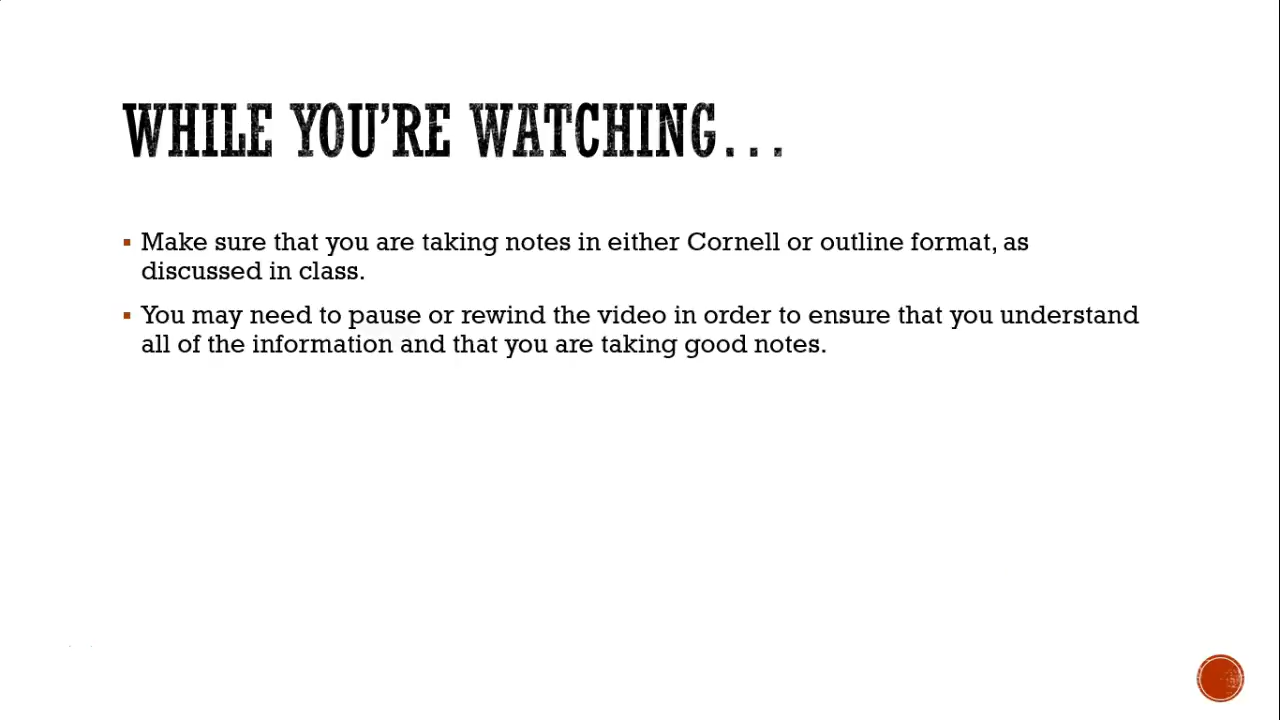 WHILE YOU'RE WATCHING...
Make sure that you are taking notes in either Cornell or outline format, as
discussed in class.
You may need to pause or rewind the video in order to ensure that you understand
all of the information and that you are taking good notes.